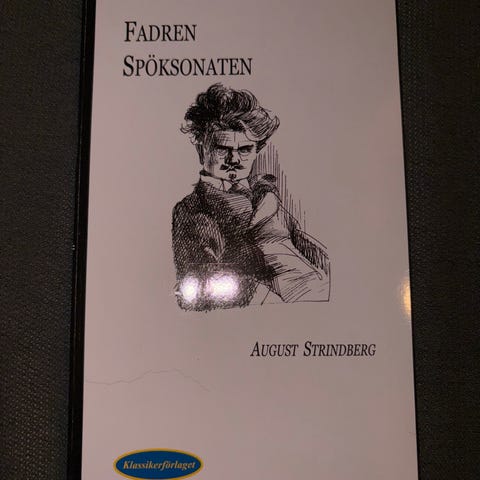 FADREN
SPÖKSONATEN
AUGUST STRINDBERG
Klassikerförlaget